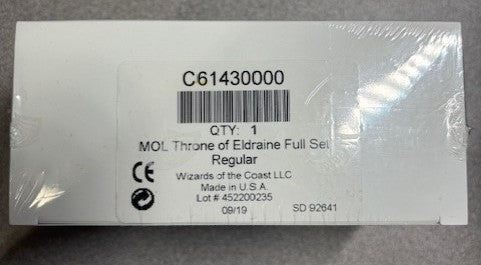 C61430000
QTY: 1
MOL Throne of Eldraine Full Set
Regular
Wizards of the Coast LLC
Made in U.S.A.
Lot # 452200235
09/19 SD 92641
CE